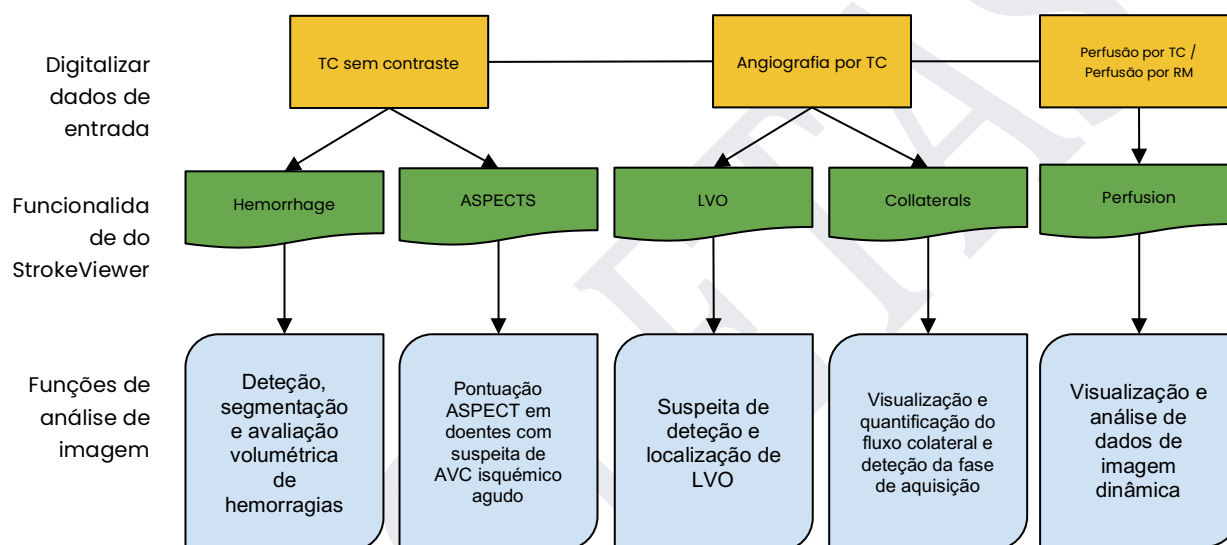 Digitalizar
dados de
entrada
TC sem contraste
Angiografia por TC
Perfusão por TC /
Perfusão por RM
Funcionalida
de do
StrokeViewer
Hemorrhage
ASPECTS
LVO
Collaterals
Perfusion
Funções de
análise de
imagem
Deteção,
segmentação
e avaliação
volumétrica
de
hemorragias
Pontuação
ASPECT em
doentes com
suspeita de
AVC isquémico
agudo
Suspeita de
deteção e
localização de
LVO
Visualização e
quantificação do
fluxo colateral e
deteção da fase
de aquisição
Visualização e
análise de
dados de
imagem
dinâmica